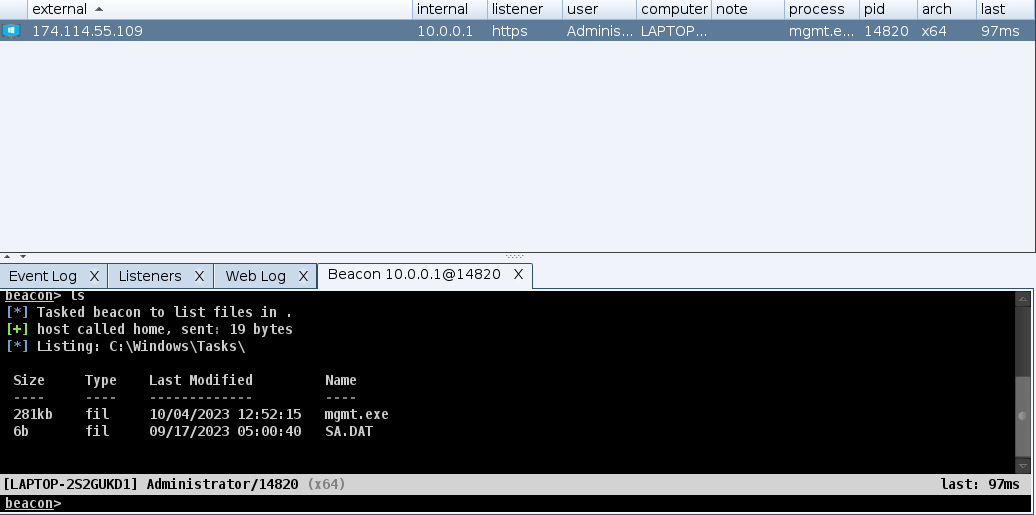 external internal listener user computer note process pid arch last
174.114.55.109 10.0.0.1 https Adminis... LAPTOP... mgmt.e... 14820 x64 97ms
Event Log X Listeners X Web Log X Beacon 10.0.0.1@14820 X
beacon> ls
[*] Tasked beacon to list files in .
[+] host called home, sent: 19 bytes
[*] Listing: C:\Windows\Tasks\
Size Type Last Modified Name
---- ---- ------------- ----
281kb fil 10/04/2023 12:52:15 mgmt.exe
6b fil 09/17/2023 05:00:40 SA.DAT
[LAPTOP-2S2GUKD1] Administrator/14820 (x64) last: 97ms
beacon>